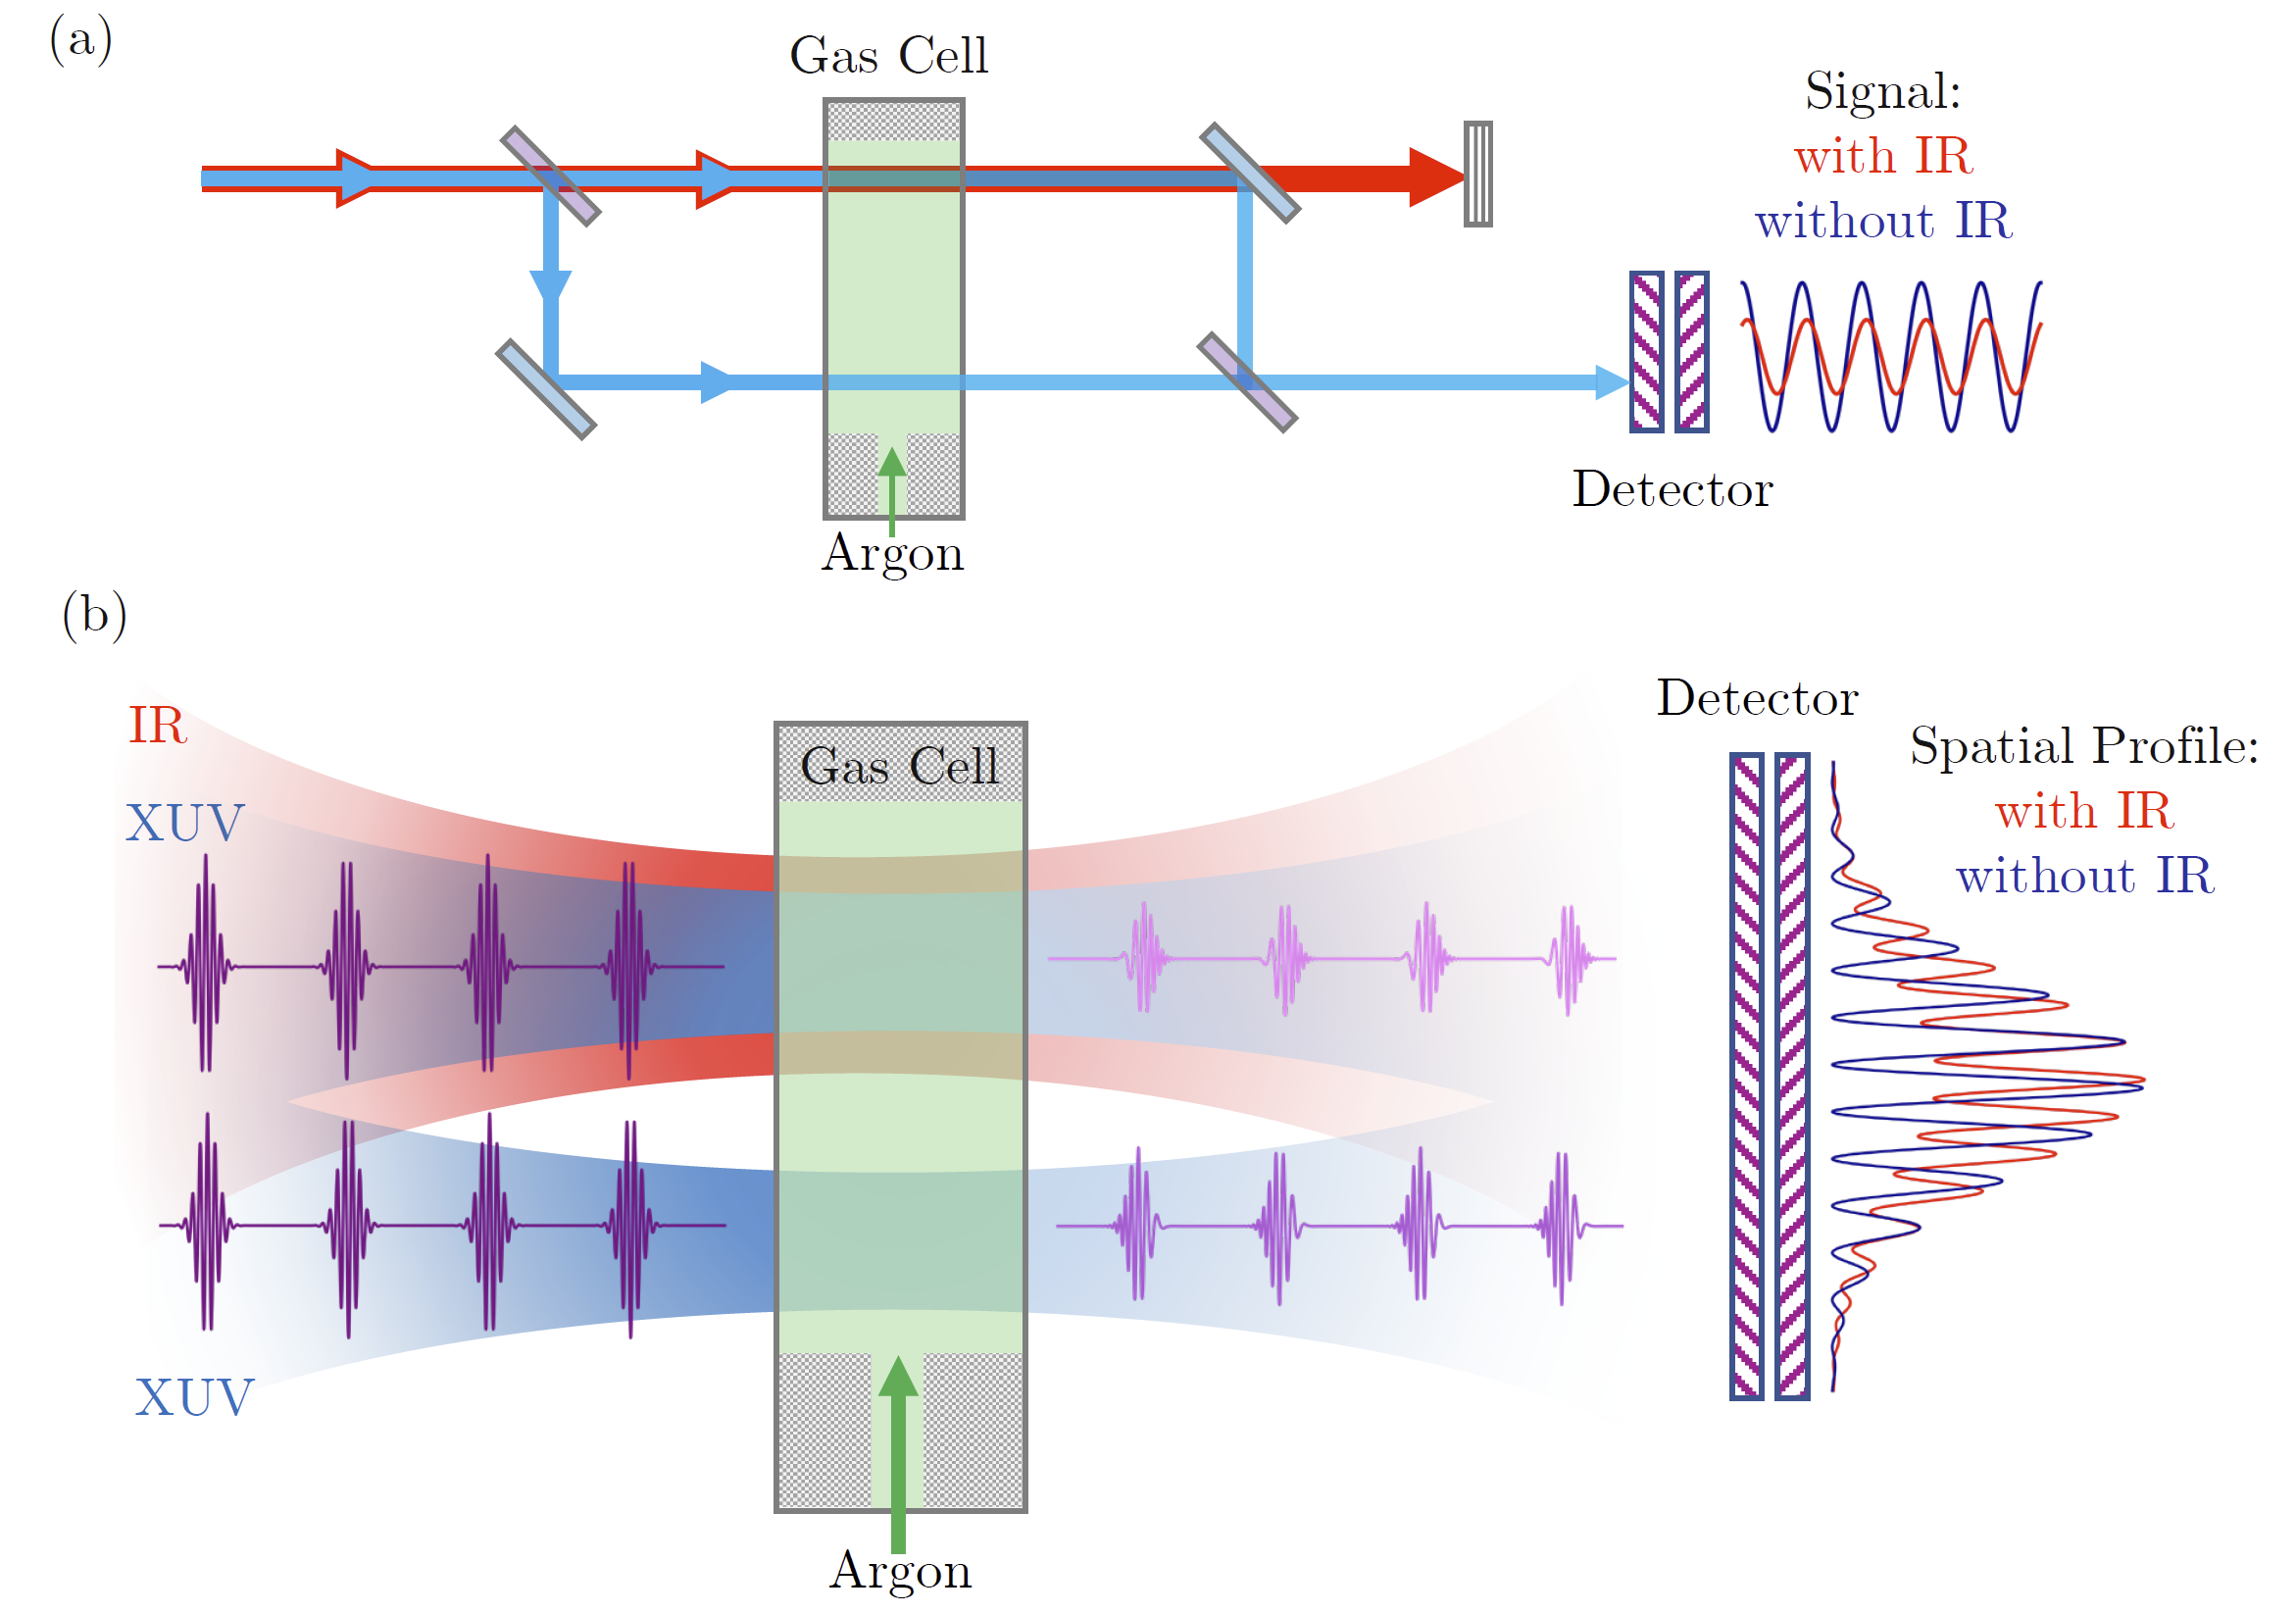 (a)
Gas Cell
Signal:
with IR
without IR
Detector
Argon
(b)
IR
XUV
Gas Cell
Detector
Spatial Profile:
with IR
without IR
XUV
Argon